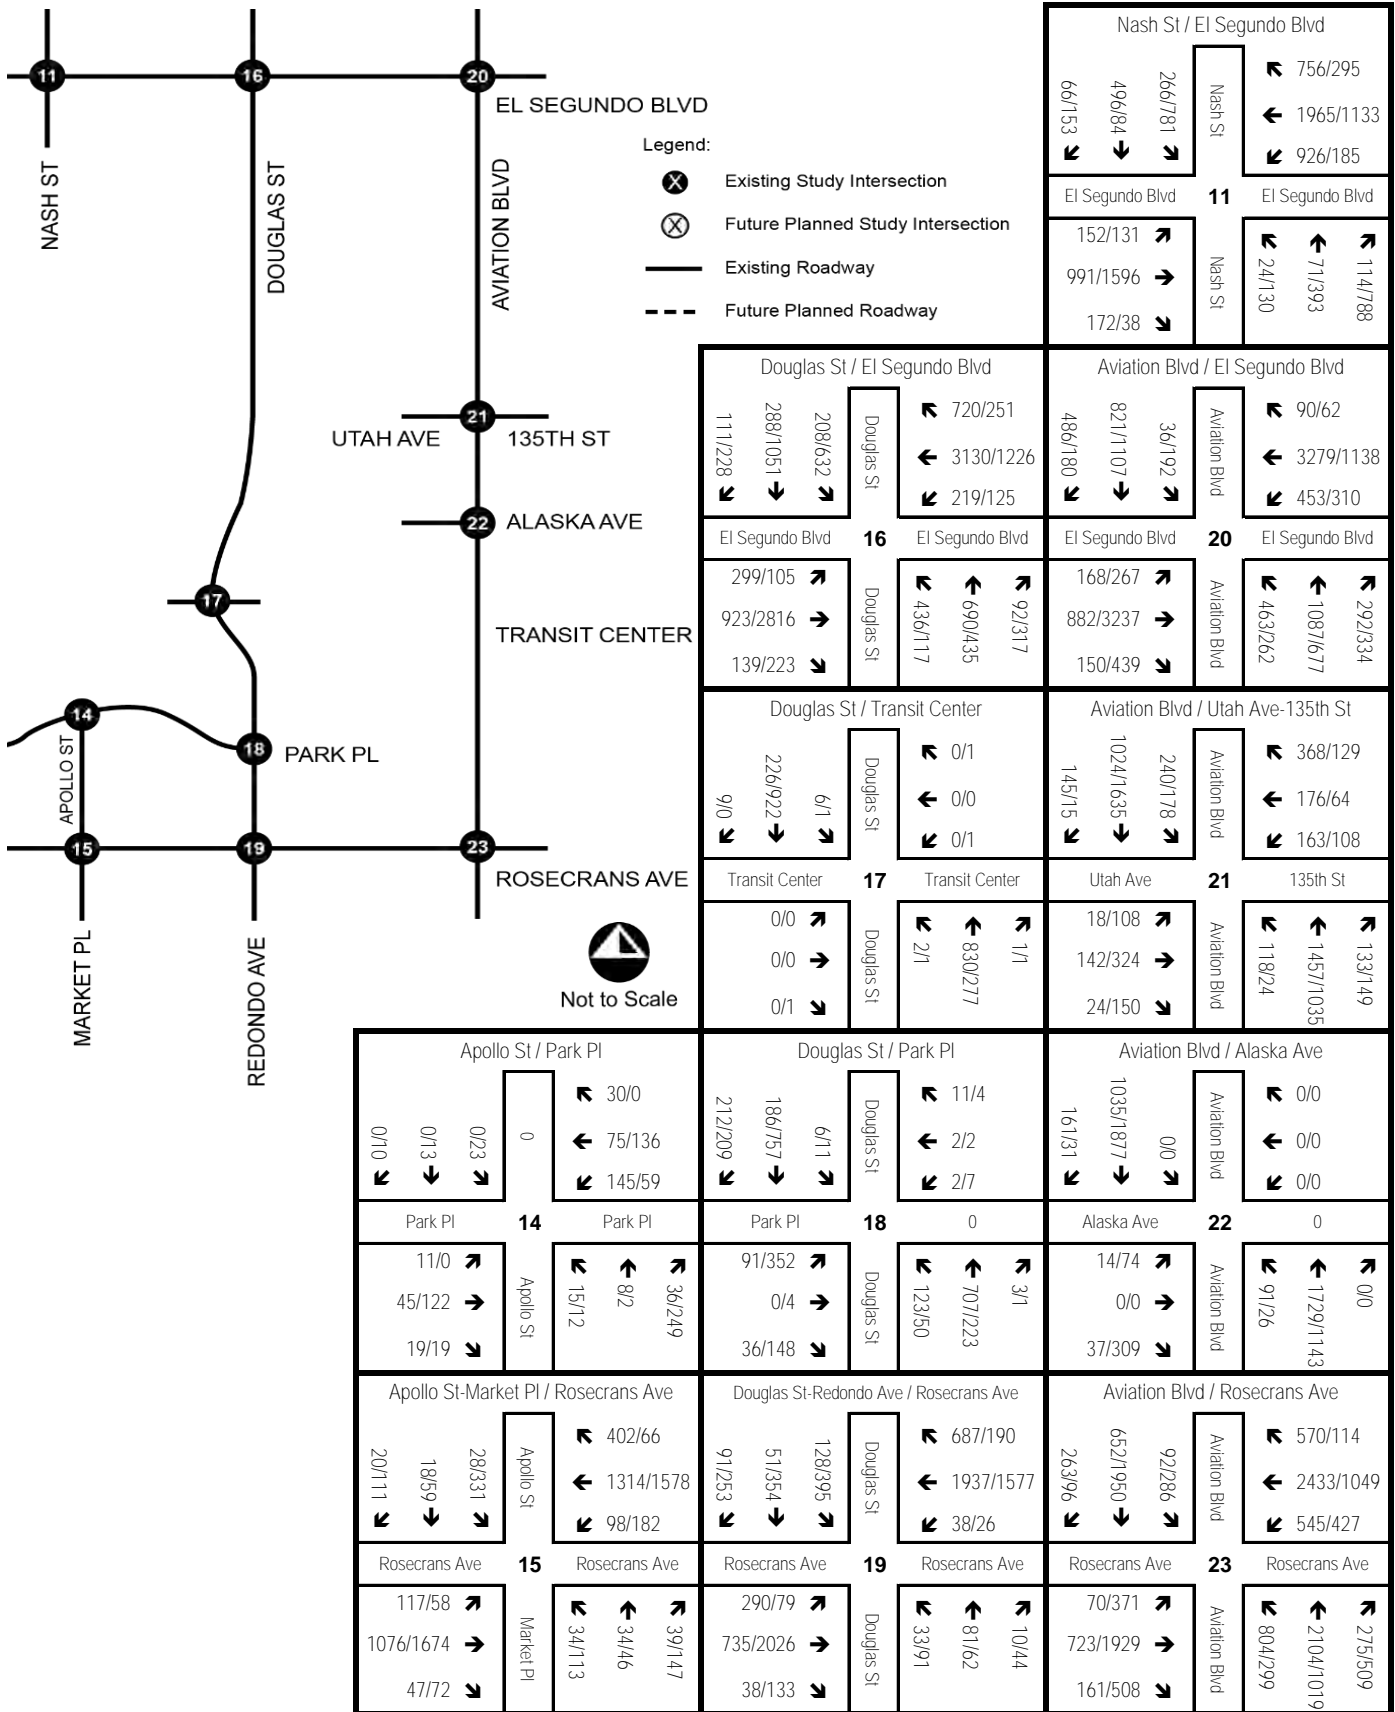 11
16
20
EL SEGUNDO BLVD
NASH ST
DOUGLAS ST
AVIATION BLVD
Legend:
X Existing Study Intersection
X Future Planned Study Intersection
Existing Roadway
Future Planned Roadway
21
UTAH AVE
135TH ST
22
ALASKA AVE
17
TRANSIT CENTER
14
APOLLO ST
18
PARK PL
15
19
23
ROSECRANS AVE
MARKET PL
REDONDO AVE
Not to Scale
Nash St / El Segundo Blvd
66/153
496/84
266/781
Nash St
756/295
1965/1133
926/185
El Segundo Blvd 11 El Segundo Blvd
152/131
991/1596
172/38
Nash St
24/130
71/393
114/788
Douglas St / El Segundo Blvd
111/228
288/1051
208/632
Douglas St
720/251
3130/1226
219/125
El Segundo Blvd 16 El Segundo Blvd
299/105
923/2816
139/223
Douglas St
436/117
690/435
92/317
Aviation Blvd / El Segundo Blvd
486/180
821/1107
36/192
Aviation Blvd
90/62
3279/1138
453/310
El Segundo Blvd 20 El Segundo Blvd
168/267
882/3237
150/439
Aviation Blvd
463/262
1087/677
292/334
Douglas St / Transit Center
9/0
226/922
6/1
Douglas St
0/1
0/0
0/1
Transit Center 17 Transit Center
0/0
0/0
0/1
Douglas St
2/1
830/277
1/1
Aviation Blvd / Utah Ave-135th St
145/15
1024/1635
240/178
Aviation Blvd
368/129
176/64
163/108
Utah Ave 21 135th St
18/108
142/324
24/150
Aviation Blvd
118/24
1457/1035
133/149
Apollo St / Park Pl
0/10
0/13
0/23
0
30/0
75/136
145/59
Park Pl 14 Park Pl
11/0
45/122
19/19
Apollo St
15/12
8/2
36/249
Douglas St / Park Pl
212/209
186/757
6/11
Douglas St
11/4
2/2
2/7
Park Pl 18 0
91/352
0/4
36/148
Douglas St
123/50
707/223
3/1
Aviation Blvd / Alaska Ave
161/31
1035/1877
0/0
Aviation Blvd
0/0
0/0
0/0
Alaska Ave 22 0
14/74
0/0
37/309
Aviation Blvd
91/26
1729/1143
0/0
Apollo St-Market Pl / Rosecrans Ave
20/111
18/59
28/331
Apollo St
402/66
1314/1578
98/182
Rosecrans Ave 15 Rosecrans Ave
117/58
1076/1674
47/72
Market Pl
34/113
34/46
39/147
Douglas St-Redondo Ave / Rosecrans Ave
91/253
51/354
128/395
Douglas St
687/190
1937/1577
38/26
Rosecrans Ave 19 Rosecrans Ave
290/79
735/2026
38/133
Douglas St
33/91
81/62
10/44
Aviation Blvd / Rosecrans Ave
263/96
652/1950
92/286
Aviation Blvd
570/114
2433/1049
545/427
Rosecrans Ave 23 Rosecrans Ave
70/371
723/1929
161/508
Aviation Blvd
804/299
2104/1019
275/509